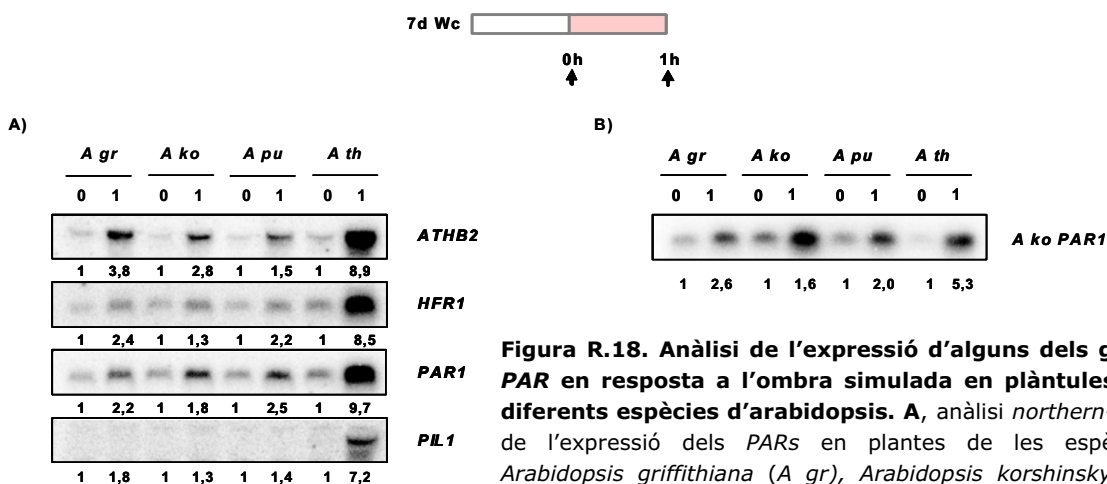 7d Wc
0h 1h
A)
A gr A ko A pu A th
0 1 0 1 0 1 0 1
ATHB2
1 3,8 1 2,8 1 1,5 1 8,9
HFR1
1 2,4 1 1,3 1 2,2 1 8,5
PAR1
1 2,2 1 1,8 1 2,5 1 9,7
PIL1
1 1,8 1 1,3 1 1,4 1 7,2
B)
A gr A ko A pu A th
0 1 0 1 0 1 0 1
A ko PAR1
1 2,6 1 1,6 1 2,0 1 5,3
Figura R.18. Anàlisi de l'expressió d'alguns dels g
PAR en resposta a l'ombra simulada en plàntules
diferents espècies d'arabidopsis. A, anàlisi northern-
de l'expressió dels PARs en plantes de les espè
Arabidopsis griffithiana (A gr), Arabidopsis korshinsky